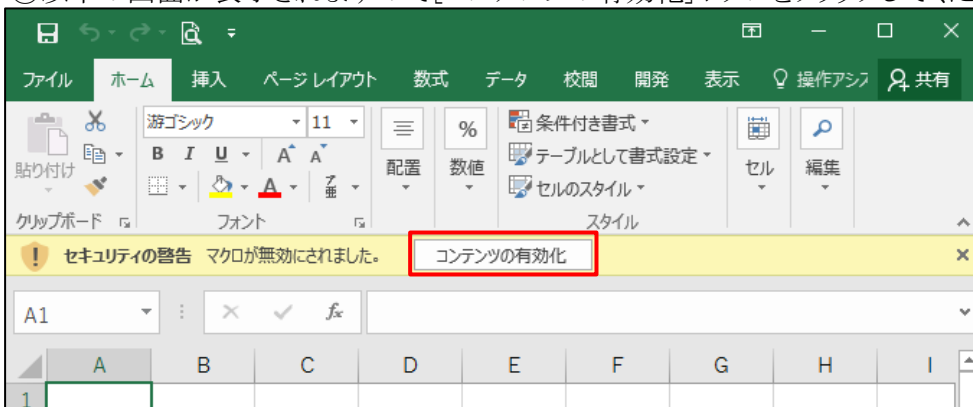 ファイル ホーム 挿入 ページ レイアウト 数式 データ 校閲 開発 表示 操作アシス 共有
游ゴシック 11
B I U A A
貼り付け A ア亜 配置 % 数値 条件付き書式
テーブルとして書式設定
セルのスタイル
セル 編集
クリップボード フォント スタイル
セキュリティの警告 マクロが無効にされました。 コンテンツの有効化
A1 fx
A B C D E F G H I
1